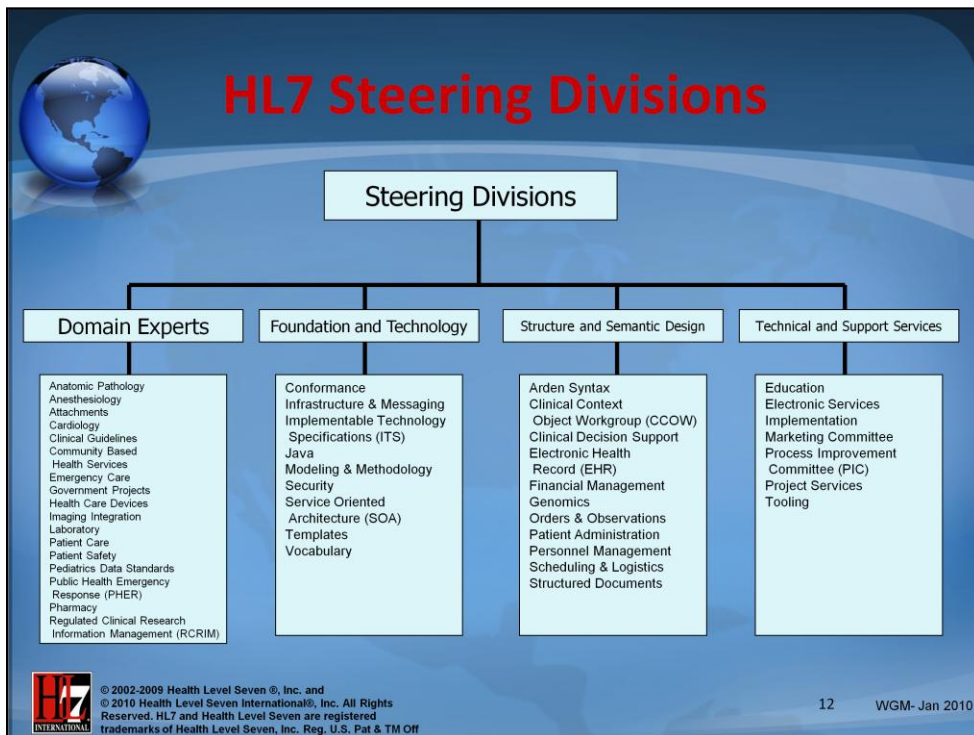 HL7 Steering Divisions
Steering Divisions
Domain Experts
Anatomic Pathology
Anesthesiology
Attachments
Cardiology
Clinical Guidelines
Community Based
Health Services
Emergency Care
Government Projects
Health Care Devices
Imaging Integration
Laboratory
Patient Care
Patient Safety
Pediatrics Data Standards
Public Health Emergency
Response (PHER)
Pharmacy
Regulated Clinical Research
Information Management (RCRIM)
Foundation and Technology
Conformance
Infrastructure & Messaging
Implementable Technology
Specifications (ITS)
Java
Modeling & Methodology
Security
Service Oriented
Architecture (SOA)
Templates
Vocabulary
Structure and Semantic Design
Arden Syntax
Clinical Context
Object Workgroup (CCOW)
Clinical Decision Support
Electronic Health
Record (EHR)
Financial Management
Genomics
Orders & Observations
Patient Administration
Personnel Management
Scheduling & Logistics
Structured Documents
Technical and Support Services
Education
Electronic Services
Implementation
Marketing Committee
Process Improvement
Committee (PIC)
Project Services
Tooling
HL7
INTERNATIONAL
© 2002-2009 Health Level Seven ®, Inc. and
© 2010 Health Level Seven International®, Inc. All Rights
Reserved. HL7 and Health Level Seven are registered
trademarks of Health Level Seven, Inc. Reg. U.S. Pat & TM Off
12
WGM- Jan 2010